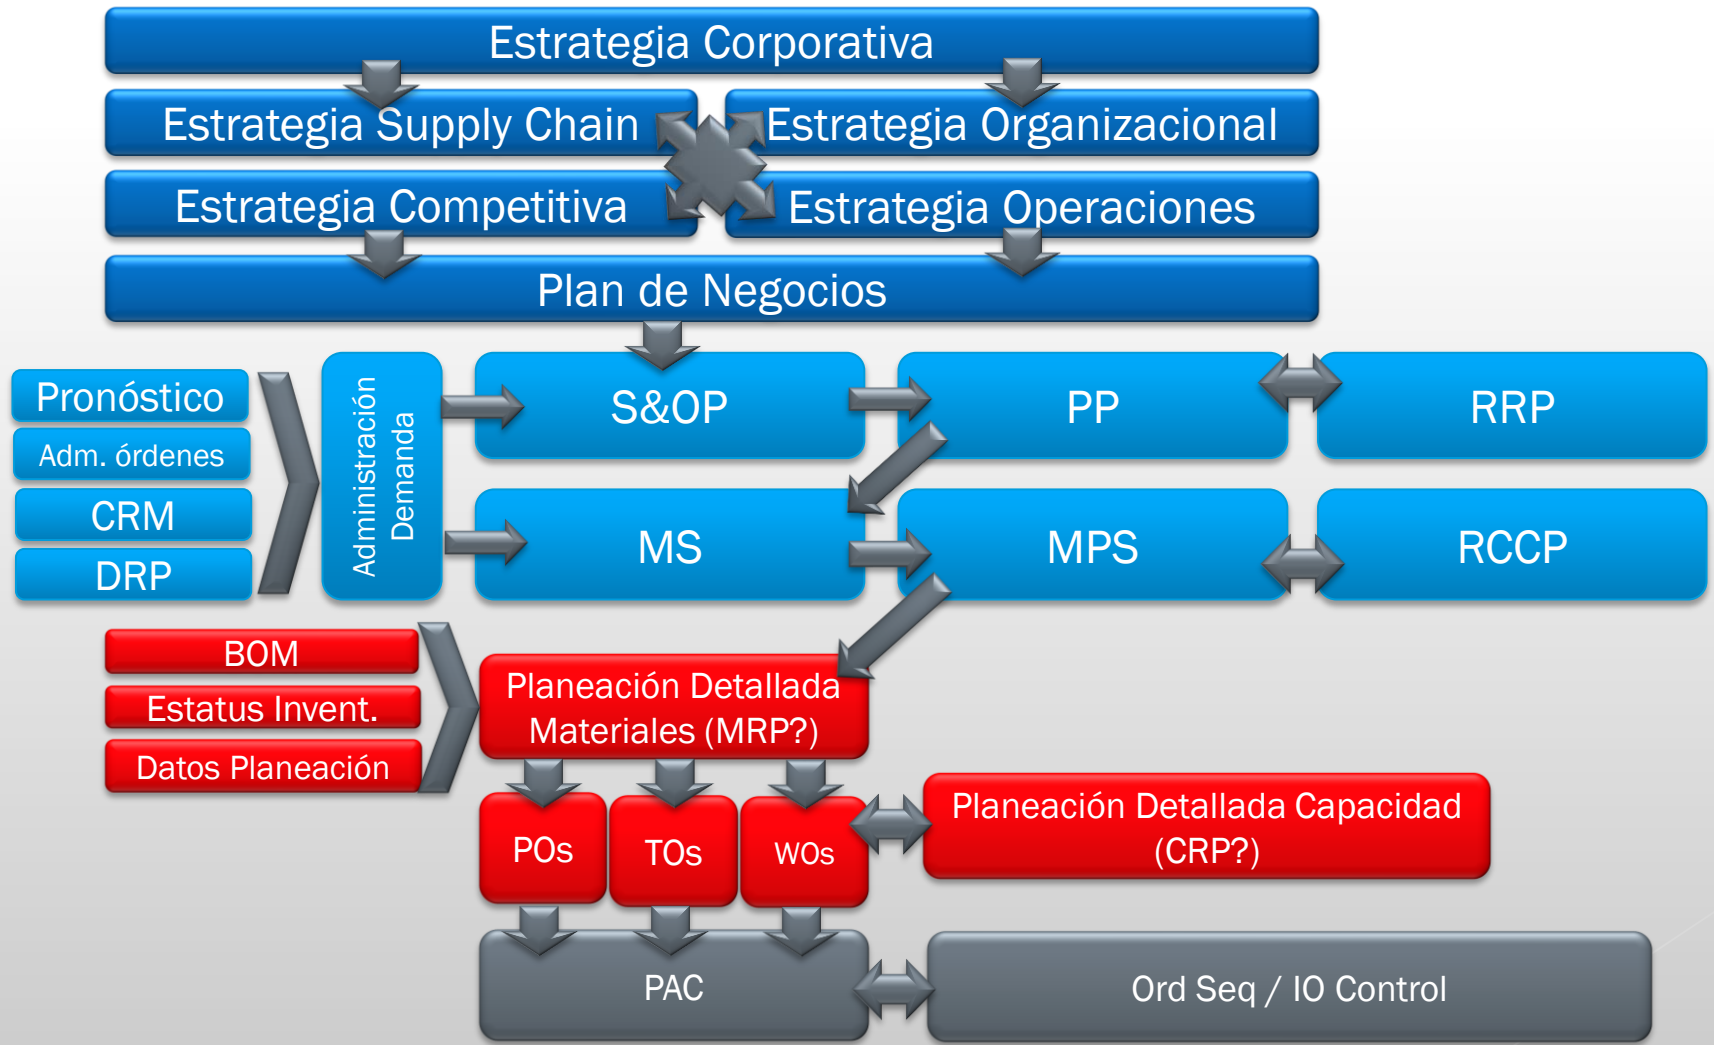 Estrategia Corporativa
Estrategia Supply Chain
Estrategia Organizacional
Estrategia Competitiva
Estrategia Operaciones
Plan de Negocios
Pronóstico
Adm. órdenes
CRM
DRP
Administración
Demanda
S&OP
PP
RRP
MS
MPS
RCCP
BOM
Estatus Invent.
Datos Planeación
Planeación Detallada
Materiales (MRP?)
POs
TOs
WOs
Planeación Detallada Capacidad
(CRP?)
PAC
Ord Seq / IO Control